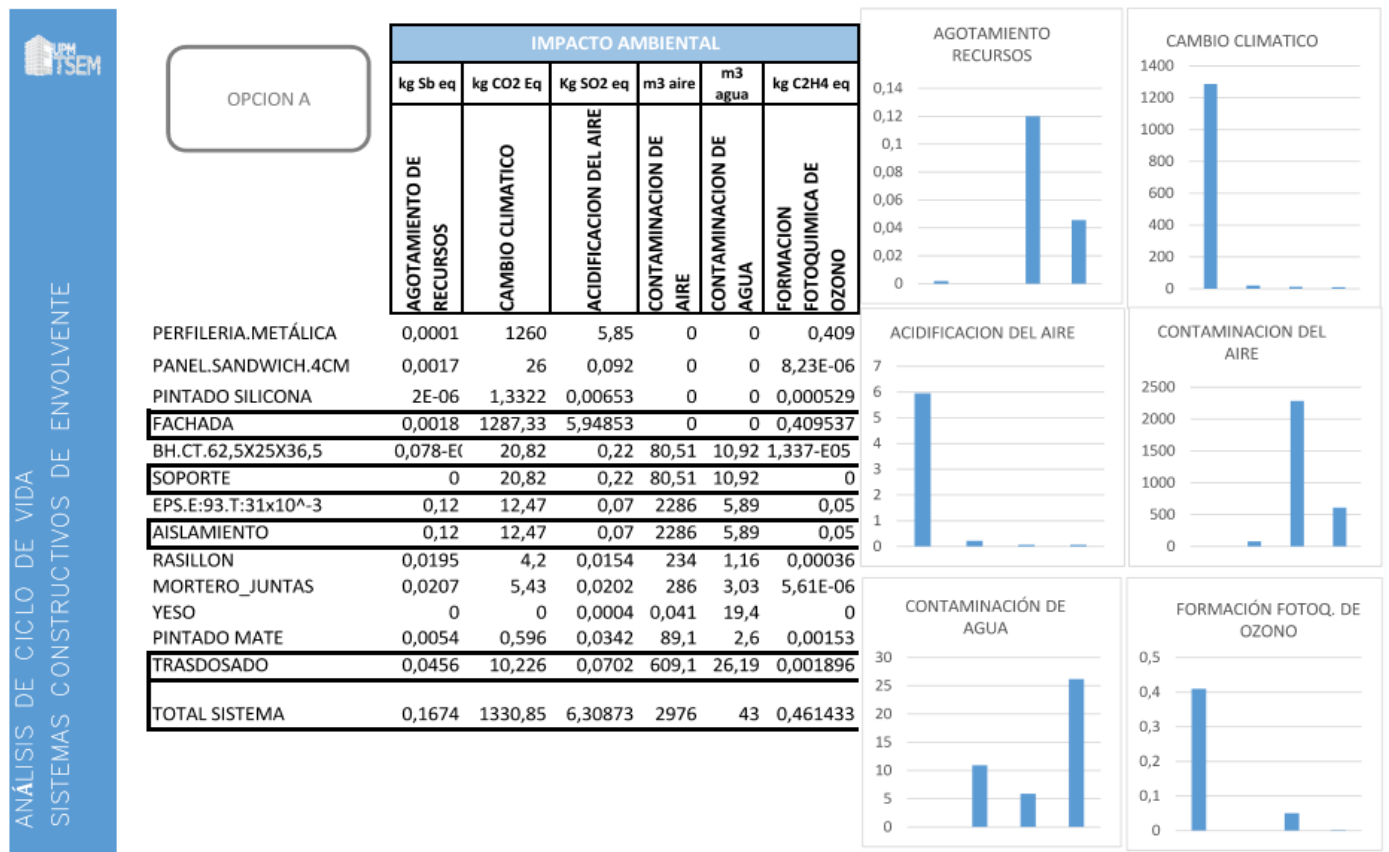 UPM
ETSEM
ANÁLISIS DE CICLO DE VIDA
SISTEMAS CONSTRUCTIVOS DE ENVOLVENTE
OPCION A
IMPACTO AMBIENTAL
kg Sb eq kg CO2 Eq Kg SO2 eq m3 aire m3 agua kg C2H4 eq
AGOTAMIENTO DE RECURSOS
CAMBIO CLIMATICO
ACIDIFICACION DEL AIRE
CONTAMINACION DE AIRE
CONTAMINACION DE AGUA
FORMACION FOTOQUIMICA DE OZONO
PERFILERIA.METÁLICA 0,0001 1260 5,85 0 0 0,409
PANEL.SANDWICH.4CM 0,0017 26 0,092 0 0 8,23E-06
PINTADO SILICONA 2E-06 1,3322 0,00653 0 0 0,000529
FACHADA 0,0018 1287,33 5,94853 0 0 0,409537
BH.CT.62,5X25X36,5 0,078-E( 20,82 0,22 80,51 10,92 1,337-E05
SOPORTE 0 20,82 0,22 80,51 10,92 0
EPS.E:93.T:31x10^-3 0,12 12,47 0,07 2286 5,89 0,05
AISLAMIENTO 0,12 12,47 0,07 2286 5,89 0,05
RASILLON 0,0195 4,2 0,0154 234 1,16 0,00036
MORTERO_JUNTAS 0,0207 5,43 0,0202 286 3,03 5,61E-06
YESO 0 0 0,0004 0,041 19,4 0
PINTADO MATE 0,0054 0,596 0,0342 89,1 2,6 0,00153
TRASDOSADO 0,0456 10,226 0,0702 609,1 26,19 0,001896
TOTAL SISTEMA 0,1674 1330,85 6,30873 2976 43 0,461433
AGOTAMIENTO
RECURSOS
0,14
0,12
0,1
0,08
0,06
0,04
0,02
0
CAMBIO CLIMATICO
1400
1200
1000
800
600
400
200
0
ACIDIFICACION DEL AIRE
7
6
5
4
3
2
1
0
CONTAMINACION DEL
AIRE
2500
2000
1500
1000
500
0
CONTAMINACIÓN DE
AGUA
30
25
20
15
10
5
0
FORMACIÓN FOTOQ. DE
OZONO
0,5
0,4
0,3
0,2
0,1
0